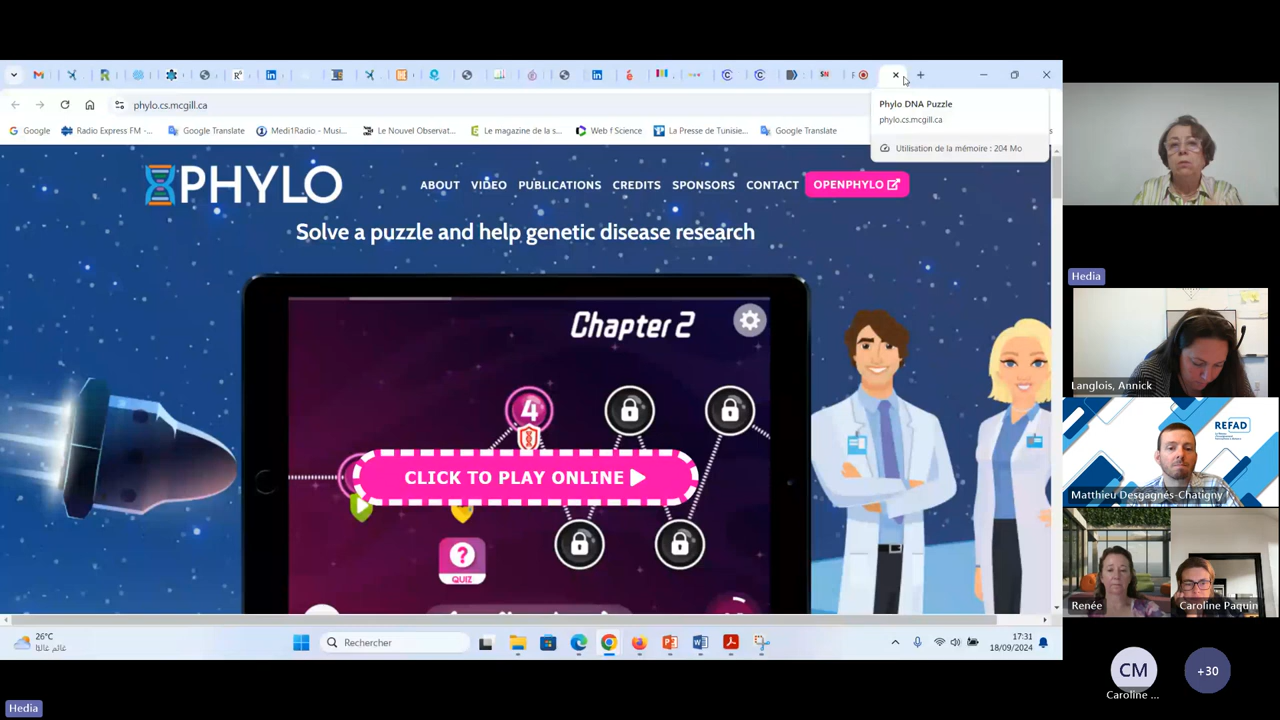 phylo.cs.mcgill.ca
Phylo DNA Puzzle
phylo.cs.mcgill.ca
Utilisation de la mémoire : 204 Mo
Google
Radio Express FM -...
Google Translate
Medi1Radio - Musi...
Le Nouvel Observat...
Le magazine de la s...
Web f Science
La Presse de Tunisie...
Google Translate
PHYLO
ABOUT VIDEO PUBLICATIONS CREDITS SPONSORS CONTACT OPENPHYLO
Solve a puzzle and help genetic disease research
Chapter 2
4
CLICK TO PLAY ONLINE
?
QUIZ
26°C
غائم غالبًا
Rechercher
17:31
18/09/2024
Hedia
Hedia
Langlois, Annick
REFAD
Matthieu Desgagnés-Chatigny
Renée
Caroline Paquin
CM
Caroline ...
+30